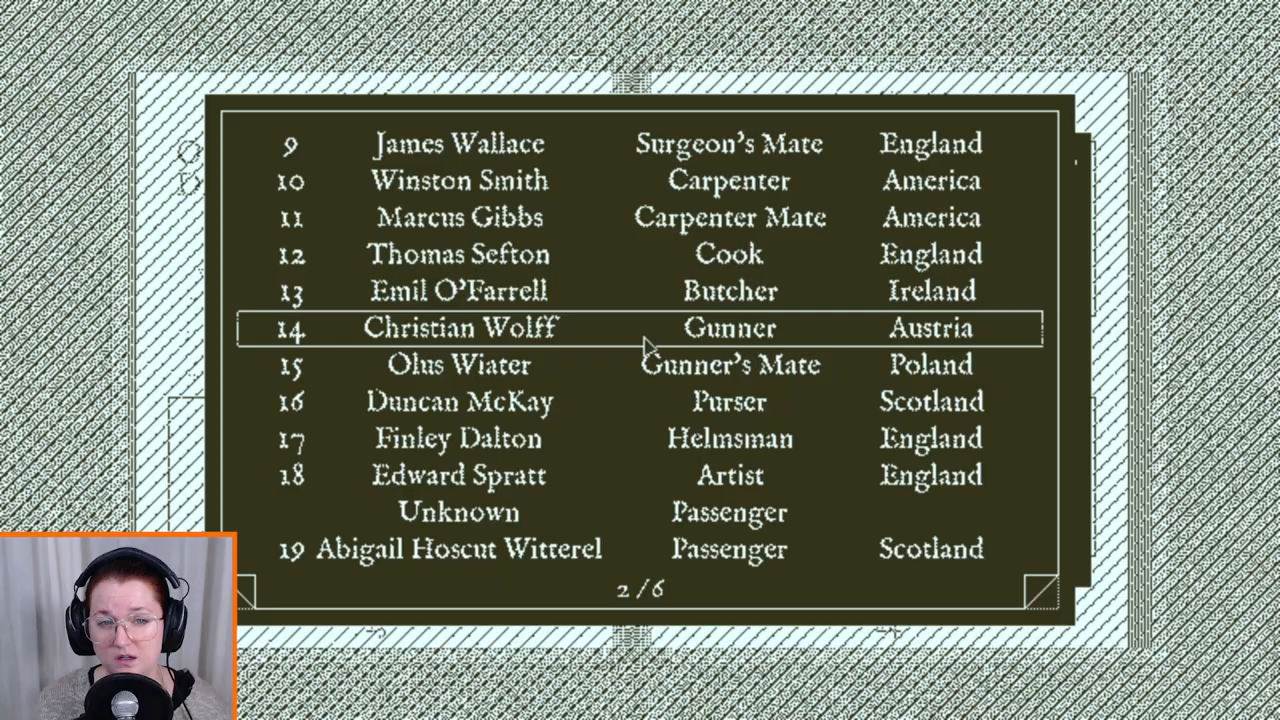 9 James Wallace Surgeon's Mate England
10 Winston Smith Carpenter America
11 Marcus Gibbs Carpenter Mate America
12 Thomas Sefton Cook England
13 Emil O'Farrell Butcher Ireland
14 Christian Wolff Gunner Austria
15 Olus Wiater Gunner's Mate Poland
16 Duncan McKay Purser Scotland
17 Finley Dalton Helmsman England
18 Edward Spratt Artist England
Unknown Passenger
19 Abigail Hoscut Witterel Passenger Scotland
2/6